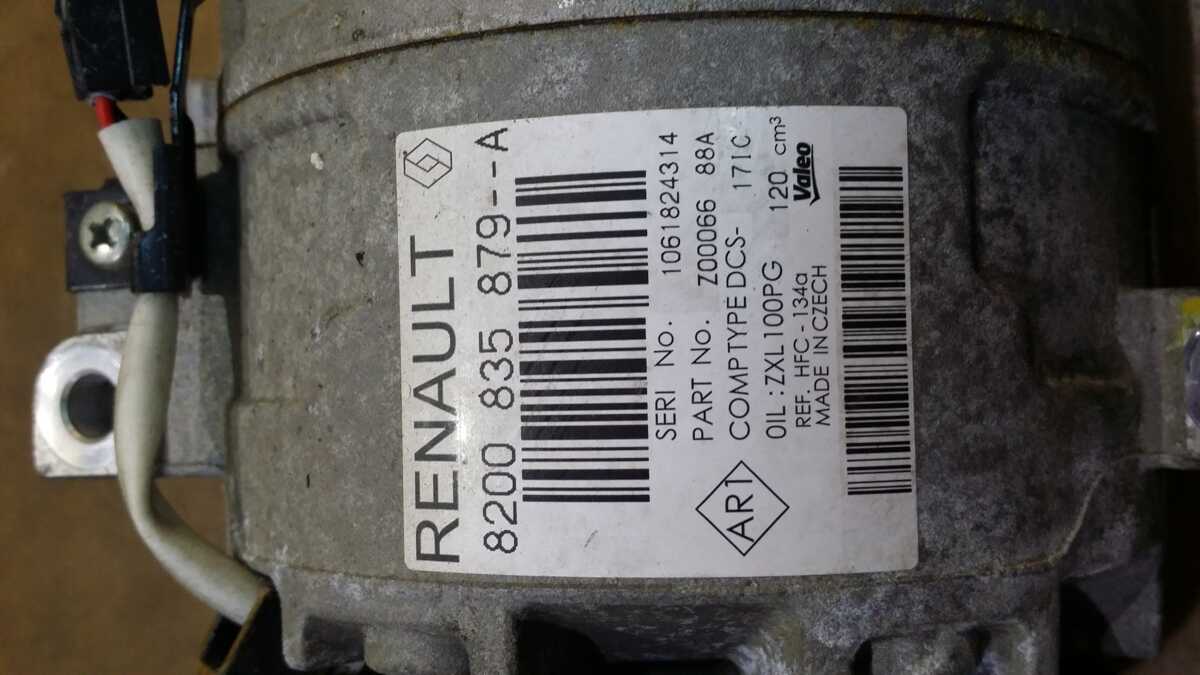 RENAULT
8200 835 879--A
SERI No. 1061824314
PART No. Z00066 88A
COMPTYPE DCS- 17IC
OIL : ZXL100PG 120 cm³
REF. HFC - 134a
MADE IN CZECH
Valeo
AR1